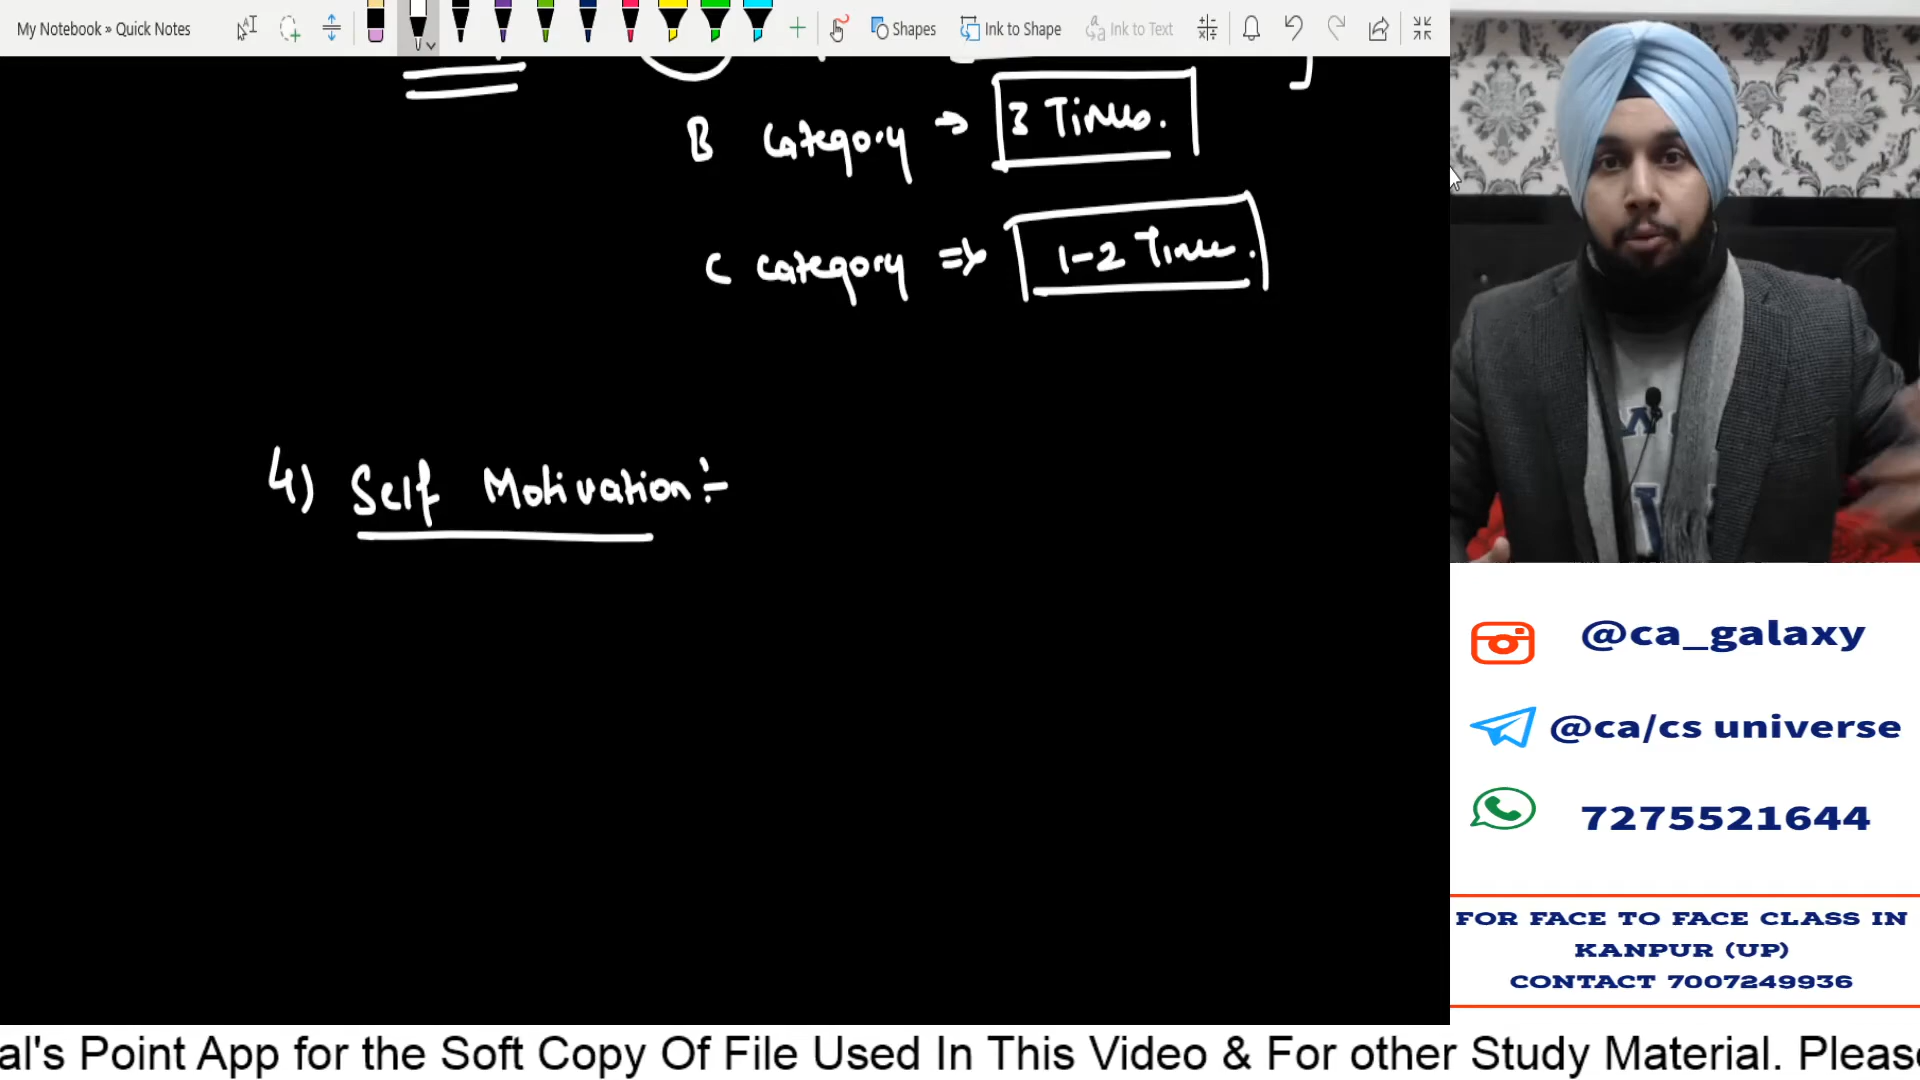 My Notebook » Quick Notes
Shapes
Ink to Shape
Ink to Text
B Category → 3 Times.
C Category ⇒ 1-2 Times.
4) Self Motivation :-
@ca_galaxy
@ca/cs universe
7275521644
FOR FACE TO FACE CLASS IN
KANPUR (UP)
CONTACT 7007249936
al's Point App for the Soft Copy Of File Used In This Video & For other Study Material. Please